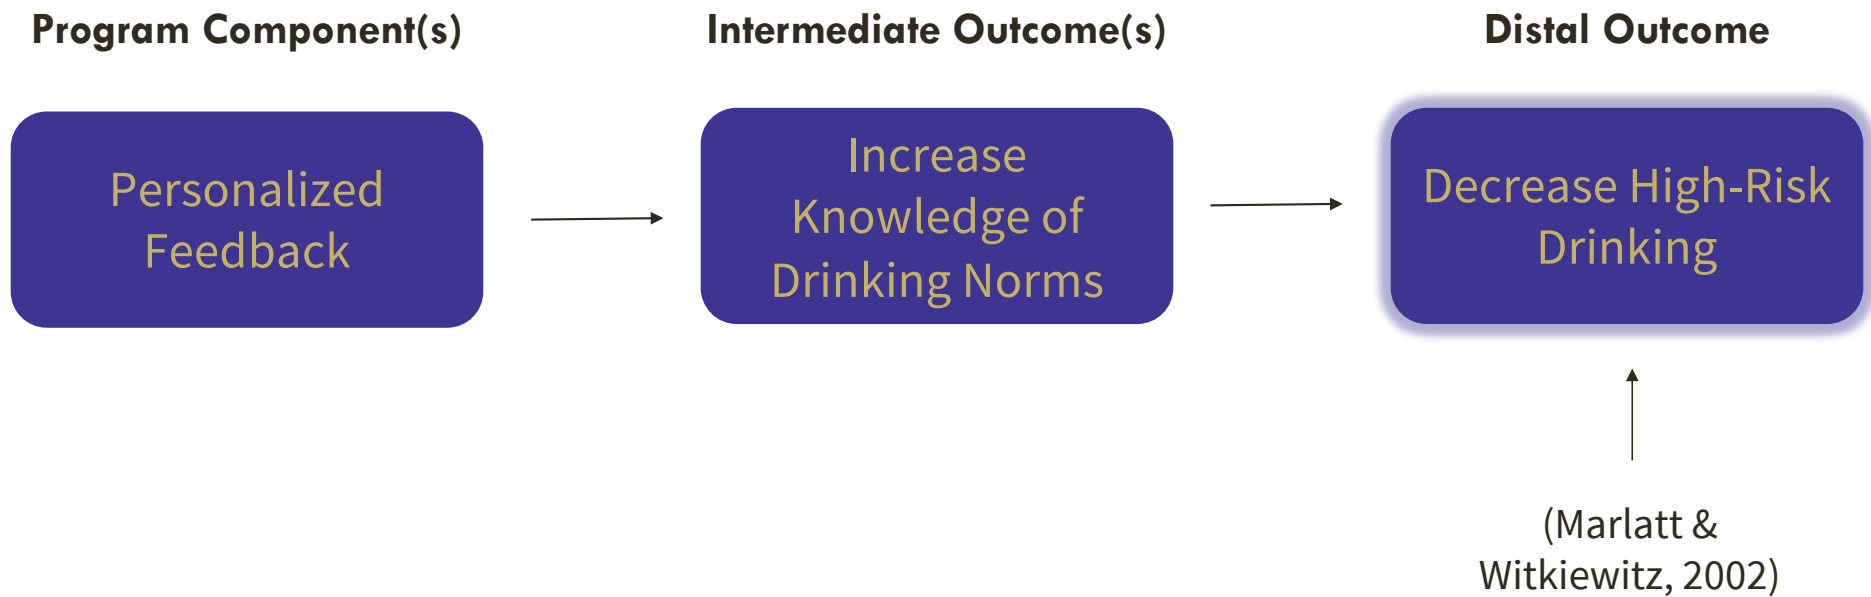 Program Component(s)
Intermediate Outcome(s)
Distal Outcome
Personalized
Feedback
Increase
Knowledge of
Drinking Norms
Decrease High-Risk
Drinking
(Marlatt &
Witkiewitz, 2002)